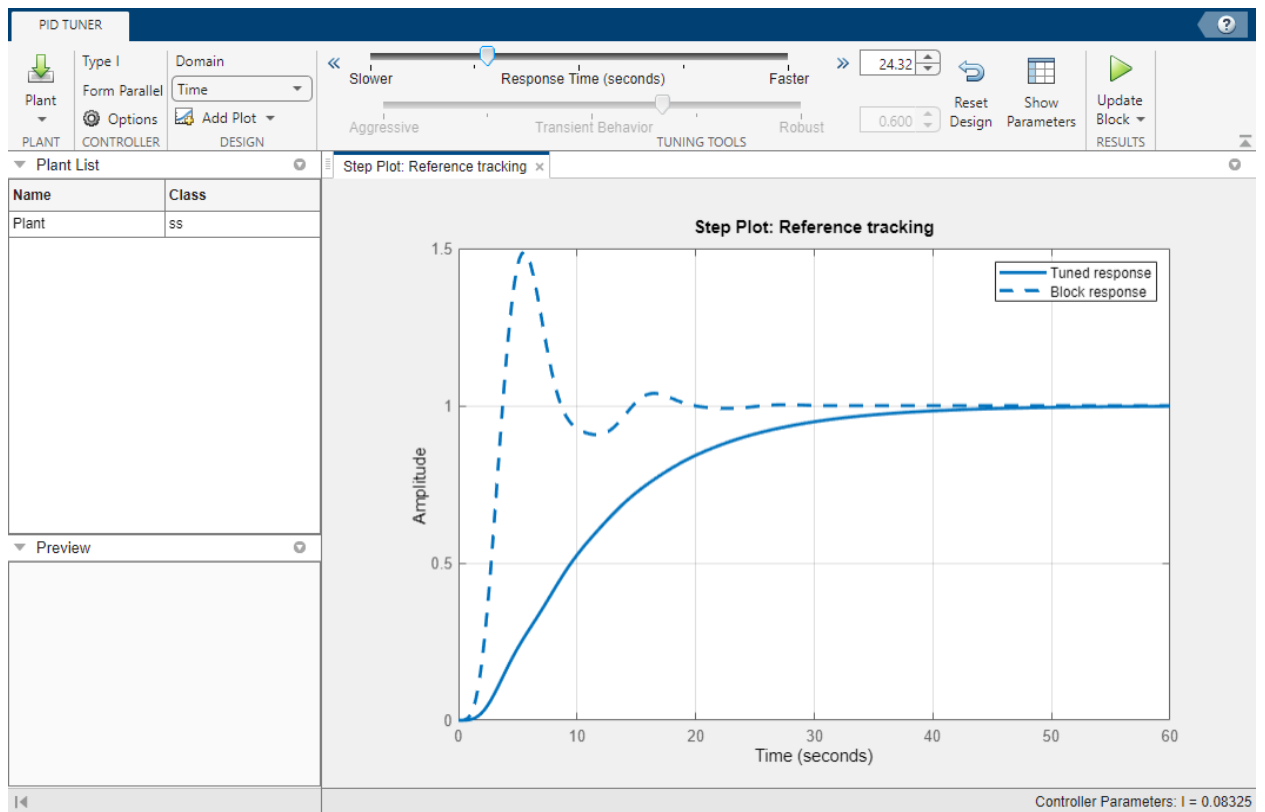 PID TUNER
?
Plant
PLANT
Type I
Form Parallel
Options
CONTROLLER
Domain
Time
Add Plot
DESIGN
Slower
Response Time (seconds)
Faster
24.32
Aggressive
Transient Behavior
Robust
0.600
Reset
Design
Show
Parameters
TUNING TOOLS
Update
Block
RESULTS
Plant List
Name Class
Plant ss
Preview
Step Plot: Reference tracking ×
Step Plot: Reference tracking
Tuned response
Block response
1.5
1
0.5
0
Amplitude
0 10 20 30 40 50 60
Time (seconds)
Controller Parameters: I = 0.08325